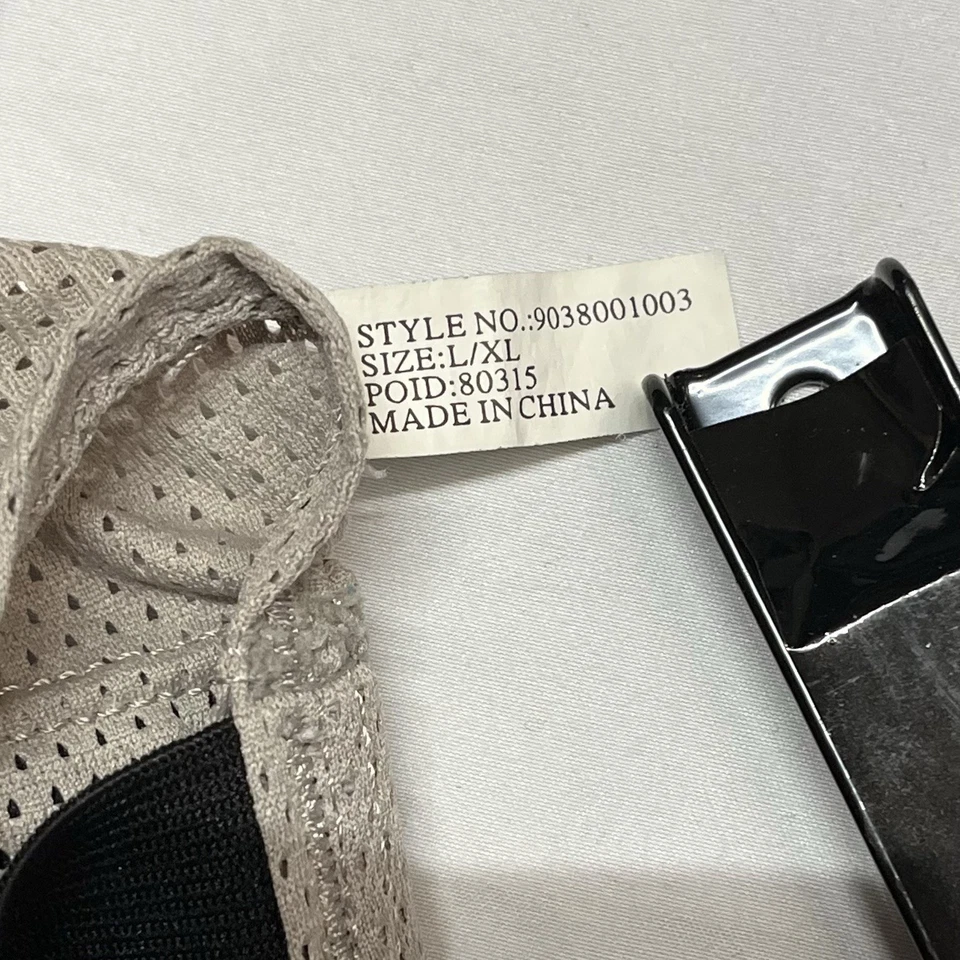 STYLE NO.:9038001003
SIZE:L/XL
POID:80315
MADE IN CHINA